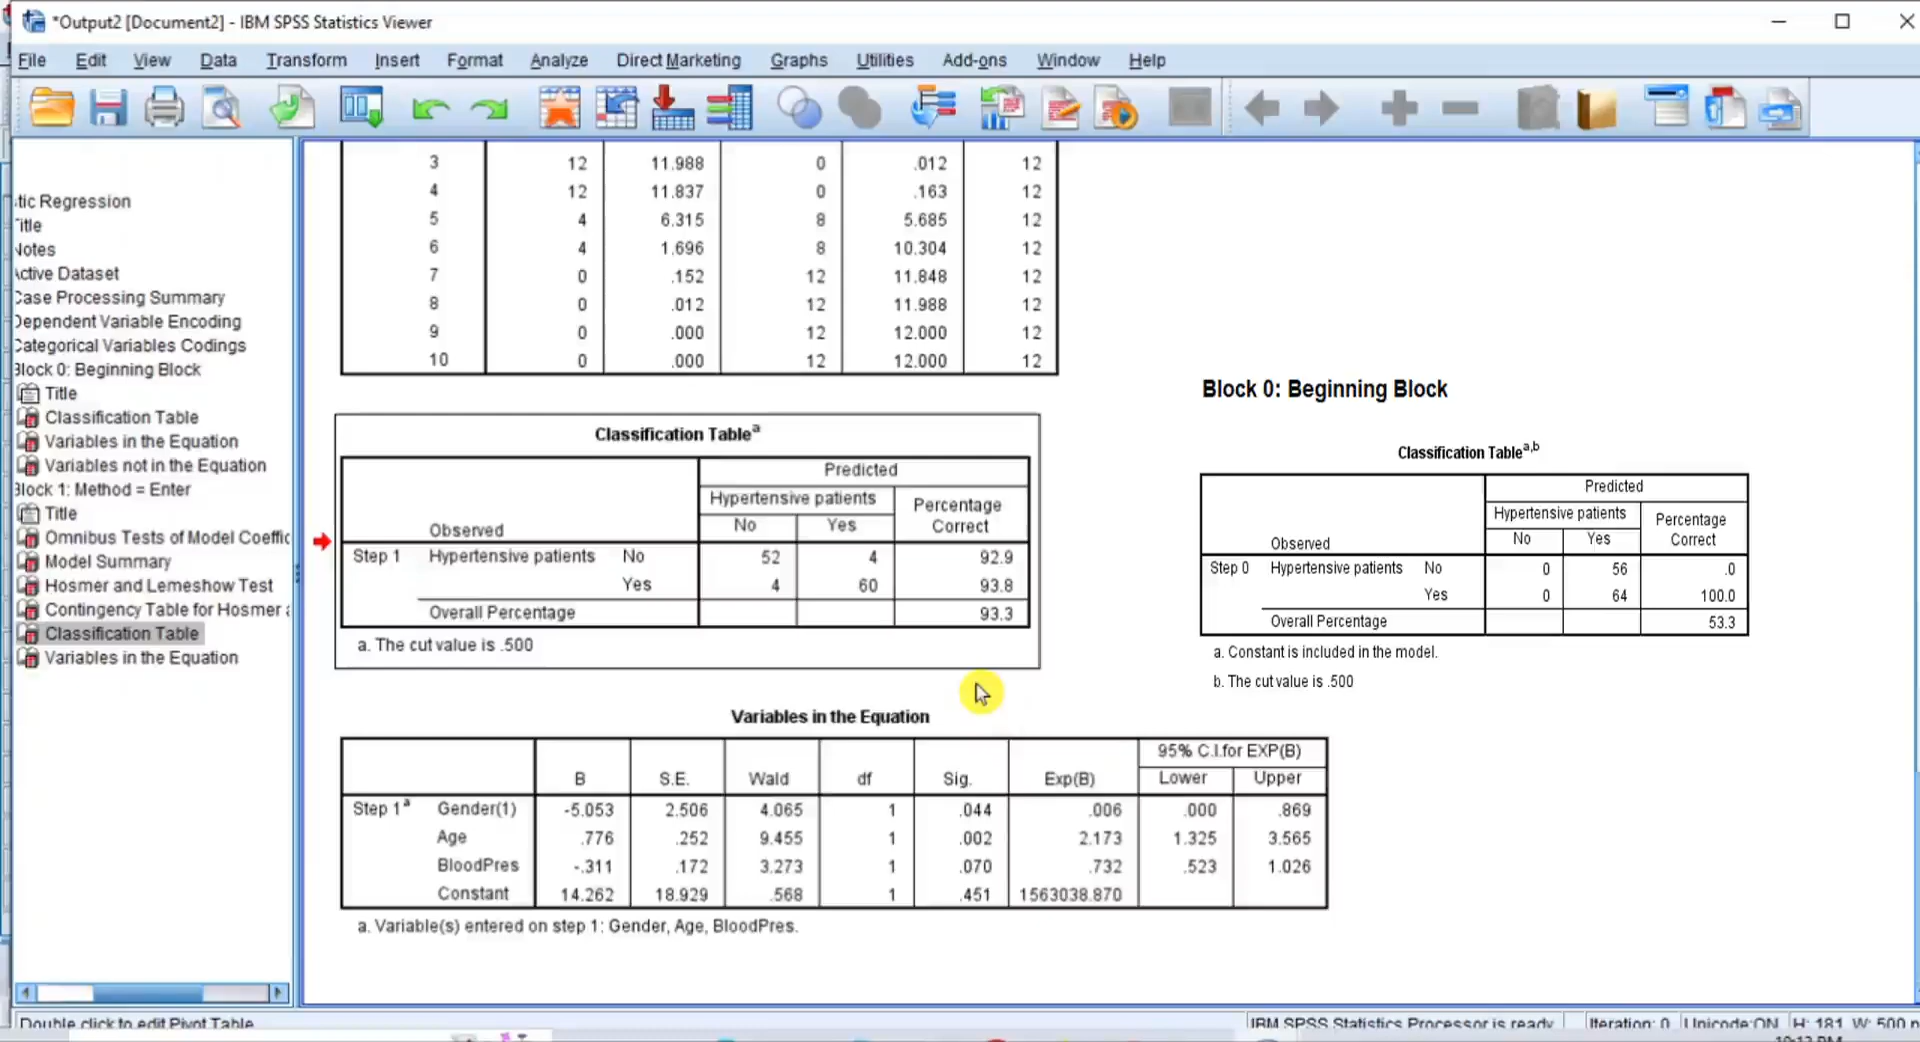 *Output2 [Document2] - IBM SPSS Statistics Viewer
File Edit View Data Transform Insert Format Analyze Direct Marketing Graphs Utilities Add-ons Window Help
tic Regression
Title
Notes
Active Dataset
Case Processing Summary
Dependent Variable Encoding
Categorical Variables Codings
Block 0: Beginning Block
Title
Classification Table
Variables in the Equation
Variables not in the Equation
Block 1: Method = Enter
Title
Omnibus Tests of Model Coeffic
Model Summary
Hosmer and Lemeshow Test
Contingency Table for Hosmer a
Classification Table
Variables in the Equation
3 12 11.988 0 .012 12
4 12 11.837 0 .163 12
5 4 6.315 8 5.685 12
6 4 1.696 8 10.304 12
7 0 .152 12 11.848 12
8 0 .012 12 11.988 12
9 0 .000 12 12.000 12
10 0 .000 12 12.000 12
Classification Table a
Predicted
Hypertensive patients Percentage Correct
Observed No Yes
Step 1 Hypertensive patients No 52 4 92.9
Yes 4 60 93.8
Overall Percentage 93.3
a. The cut value is .500
Block 0: Beginning Block
Classification Table a,b
Predicted
Hypertensive patients Percentage Correct
Observed No Yes
Step 0 Hypertensive patients No 0 56 .0
Yes 0 64 100.0
Overall Percentage 53.3
a. Constant is included in the model.
b. The cut value is .500
Variables in the Equation
95% C.I.for EXP(B)
B S.E. Wald df Sig. Exp(B) Lower Upper
Step 1 a Gender(1) -5.053 2.506 4.065 1 .044 .006 .000 .869
Age .776 .252 9.455 1 .002 2.173 1.325 3.565
BloodPres -.311 .172 3.273 1 .070 .732 .523 1.026
Constant 14.262 18.929 .568 1 .451 1563038.870
a. Variable(s) entered on step 1: Gender, Age, BloodPres.
Double click to edit Pivot Table
IBM SPSS Statistics Processor is ready Iteration: 0 Unicode:ON H: 181 W: 500